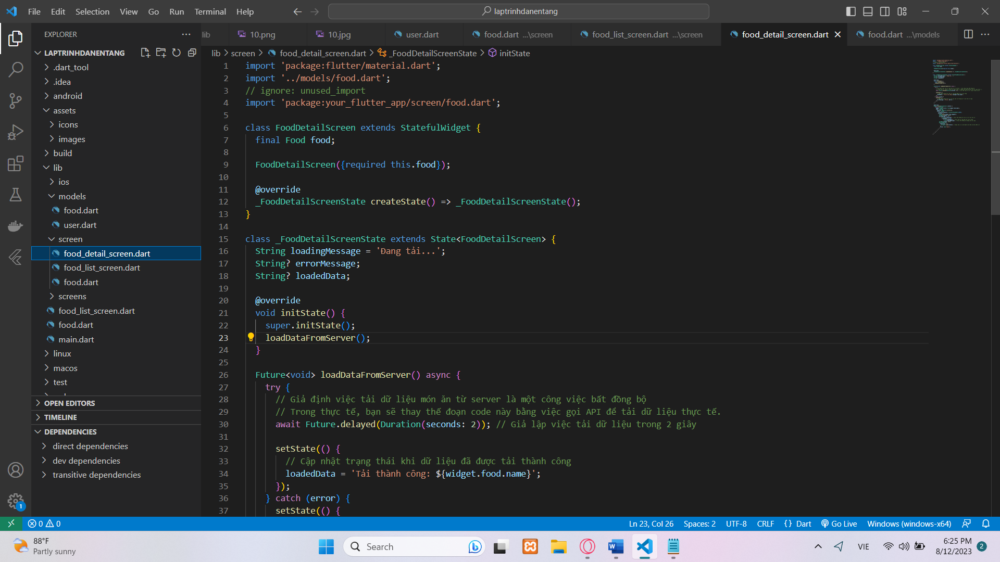 File Edit Selection View Go Run Terminal Help
laptrinhdanentang
EXPLORER
LAPTRINHDANENTANG
.dart_tool
.idea
android
assets
icons
images
build
lib
ios
models
food.dart
user.dart
screen
food_detail_screen.dart
food_list_screen.dart
food.dart
screens
food_list_screen.dart
food.dart
main.dart
linux
macos
test
OPEN EDITORS
TIMELINE
DEPENDENCIES
direct dependencies
dev dependencies
transitive dependencies
1
lib 10.png 10.jpg user.dart food.dart ...\screen food_list_screen.dart ...\screen food_detail_screen.dart food.dart ...\models
lib > screen > food_detail_screen.dart > _FoodDetailScreenState > initState
1 import 'package:flutter/material.dart';
2 import '../models/food.dart';
3 // ignore: unused_import
4 import 'package:your_flutter_app/screen/food.dart';
5
6 class FoodDetailScreen extends StatefulWidget {
7 final Food food;
8
9 FoodDetailScreen({required this.food});
10
11 @override
12 _FoodDetailScreenState createState() => _FoodDetailScreenState();
13 }
14
15 class _FoodDetailScreenState extends State<FoodDetailScreen> {
16 String loadingMessage = 'Đang tải...';
17 String? errorMessage;
18 String? loadedData;
19
20 @override
21 void initState() {
22 super.initState();
23 loadDataFromServer();
24 }
25
26 Future<void> loadDataFromServer() async {
27 try {
28 // Giả định việc tải dữ liệu món ăn từ server là một công việc bất đồng bộ
29 // Trong thực tế, bạn sẽ thay thế đoạn code này bằng việc gọi API để tải dữ liệu thực tế.
30 await Future.delayed(Duration(seconds: 2)); // Giả lập việc tải dữ liệu trong 2 giây
31
32 setState(() {
33 // Cập nhật trạng thái khi dữ liệu đã được tải thành công
34 loadedData = 'Tải thành công: ${widget.food.name}';
35 });
36 } catch (error) {
37 setState(() {
0 0 Ln 23, Col 26 Spaces: 2 UTF-8 CRLF {} Dart Go Live Windows (windows-x64)
88°F
Partly sunny
Search
VIE
6:25 PM
8/12/2023
2